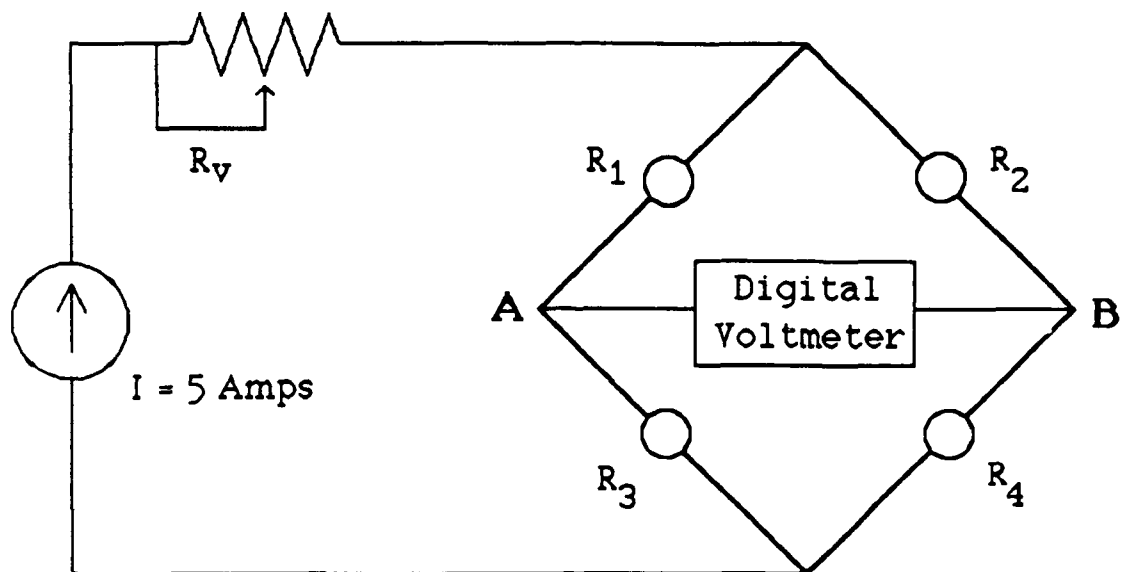 R_V
R_1
R_2
A
Digital
Voltmeter
B
I = 5 Amps
R_3
R_4